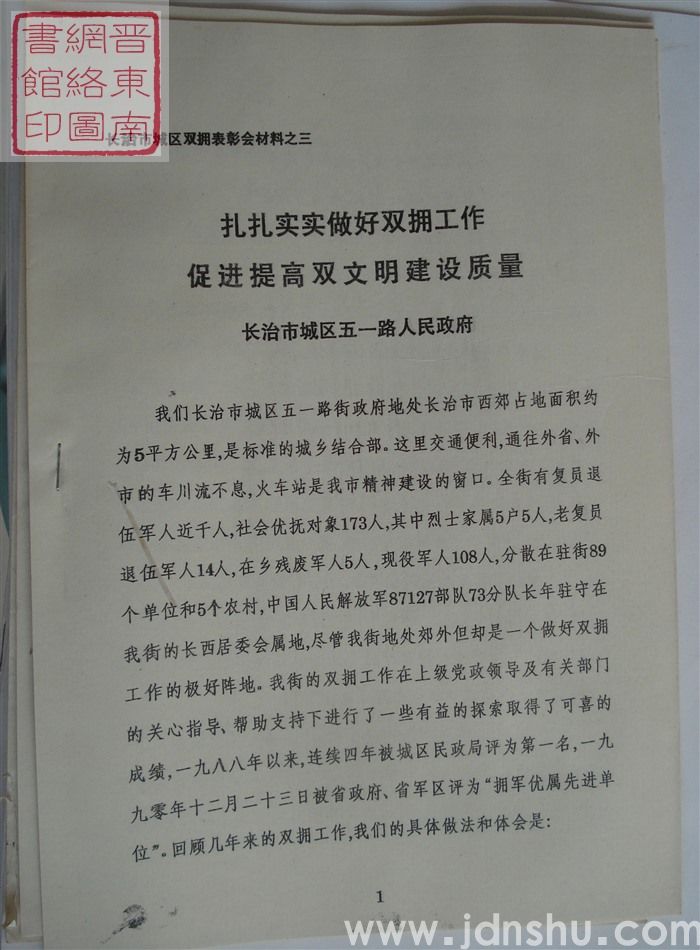 晋东南
網絡圖
書館印
长治市城区双拥表彰会材料之三
扎扎实实做好双拥工作
促进提高双文明建设质量
长治市城区五一路人民政府
我们长治市城区五一路街政府地处长治市西郊占地面积约
为5平方公里,是标准的城乡结合部。这里交通便利,通往外省、外
市的车川流不息,火车站是我市精神建设的窗口。全街有复员退
伍军人近千人,社会优抚对象173人,其中烈士家属5户5人,老复员
退伍军人14人,在乡残废军人5人,现役军人108人,分散在驻街89
个单位和5个农村,中国人民解放军87127部队73分队长年驻守在
我街的长西居委会属地,尽管我街地处郊外但却是一个做好双拥
工作的极好阵地。我街的双拥工作在上级党政领导及有关部门
的关心指导、帮助支持下进行了一些有益的探索取得了可喜的
成绩,一九八八年以来,连续四年被城区民政局评为第一名,一九
九零年十二月二十三日被省政府、省军区评为“拥军优属先进单
位”。回顾几年来的双拥工作,我们的具体做法和体会是:
1
www.jdnshu.com